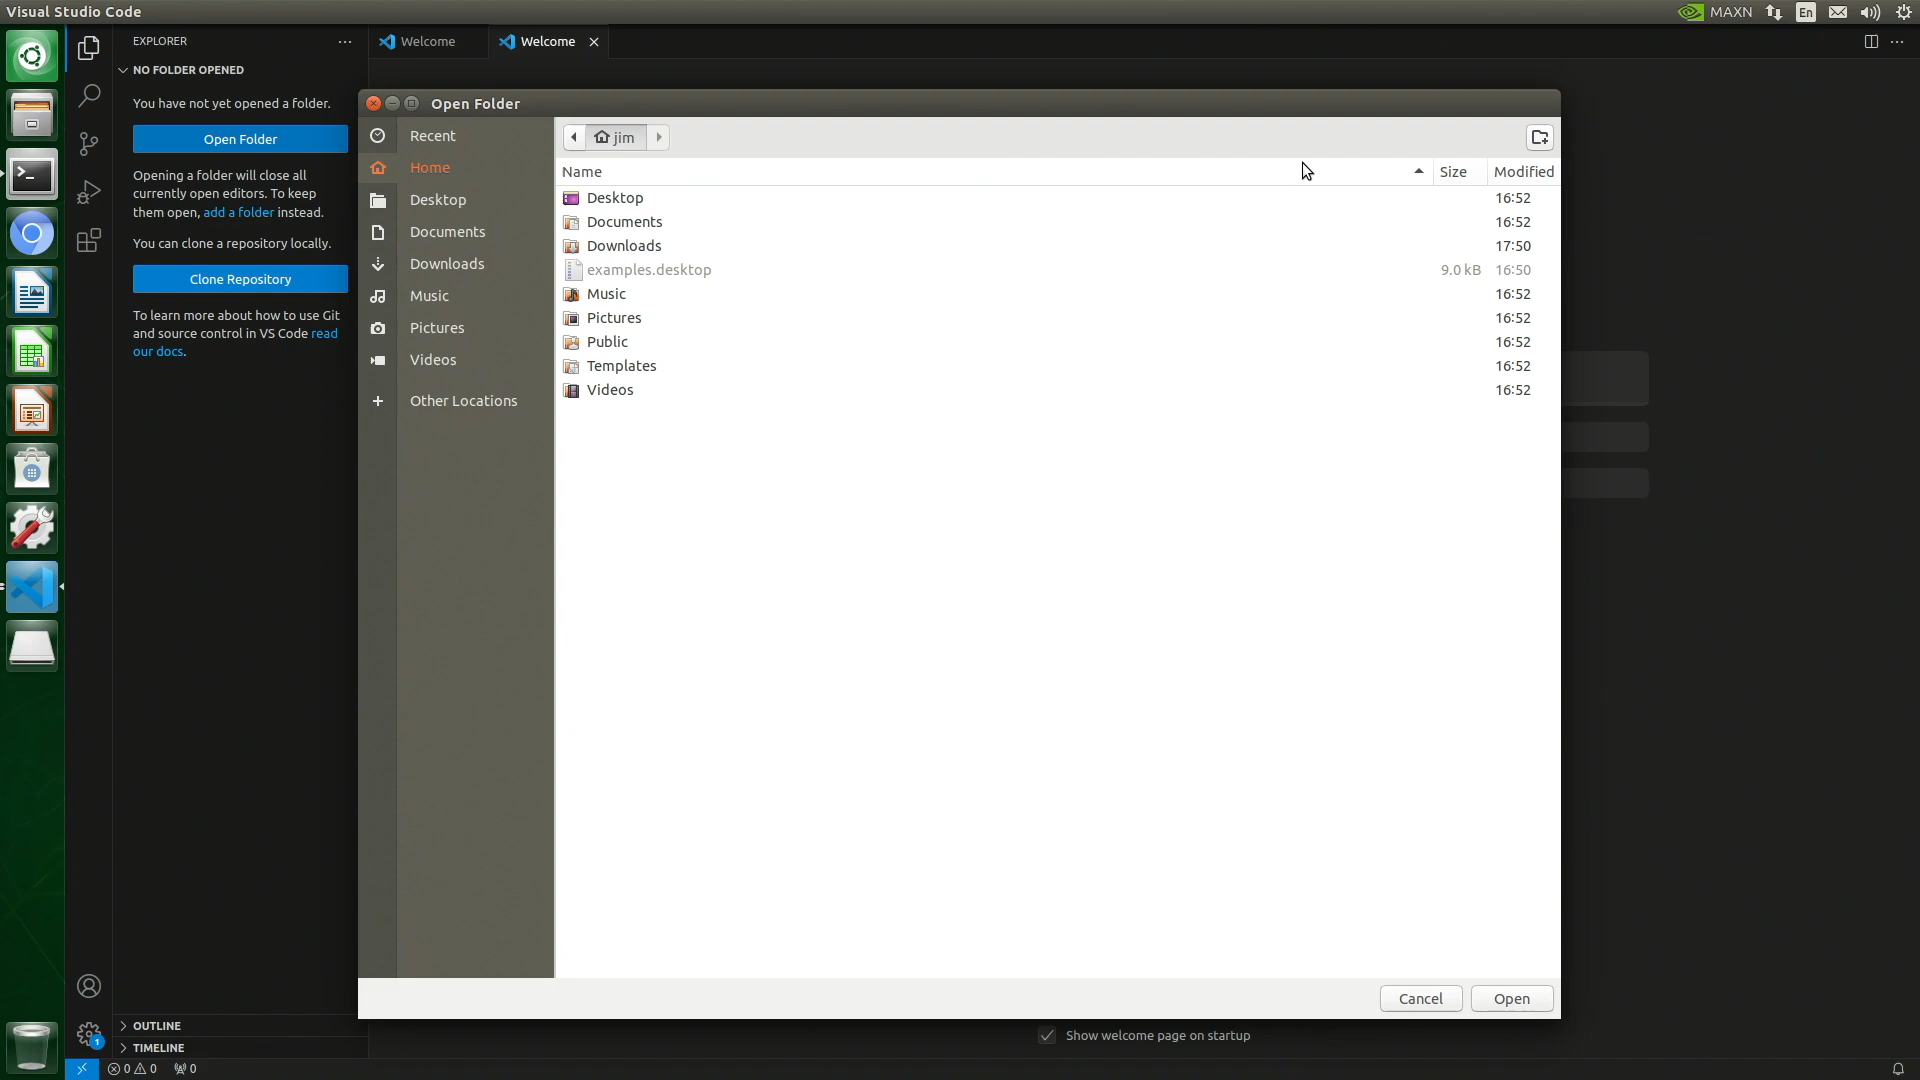 Visual Studio Code
MAXN
En
EXPLORER
Welcome
Welcome
NO FOLDER OPENED
You have not yet opened a folder.
Open Folder
Opening a folder will close all
currently open editors. To keep
them open, add a folder instead.
You can clone a repository locally.
Clone Repository
To learn more about how to use Git
and source control in VS Code read
our docs.
Open Folder
Recent
Home
Desktop
Documents
Downloads
Music
Pictures
Videos
Other Locations
jim
Name Size Modified
Desktop 16:52
Documents 16:52
Downloads 17:50
examples.desktop 9.0 kB 16:50
Music 16:52
Pictures 16:52
Public 16:52
Templates 16:52
Videos 16:52
Cancel Open
OUTLINE
TIMELINE
Show welcome page on startup
1
0 0 0